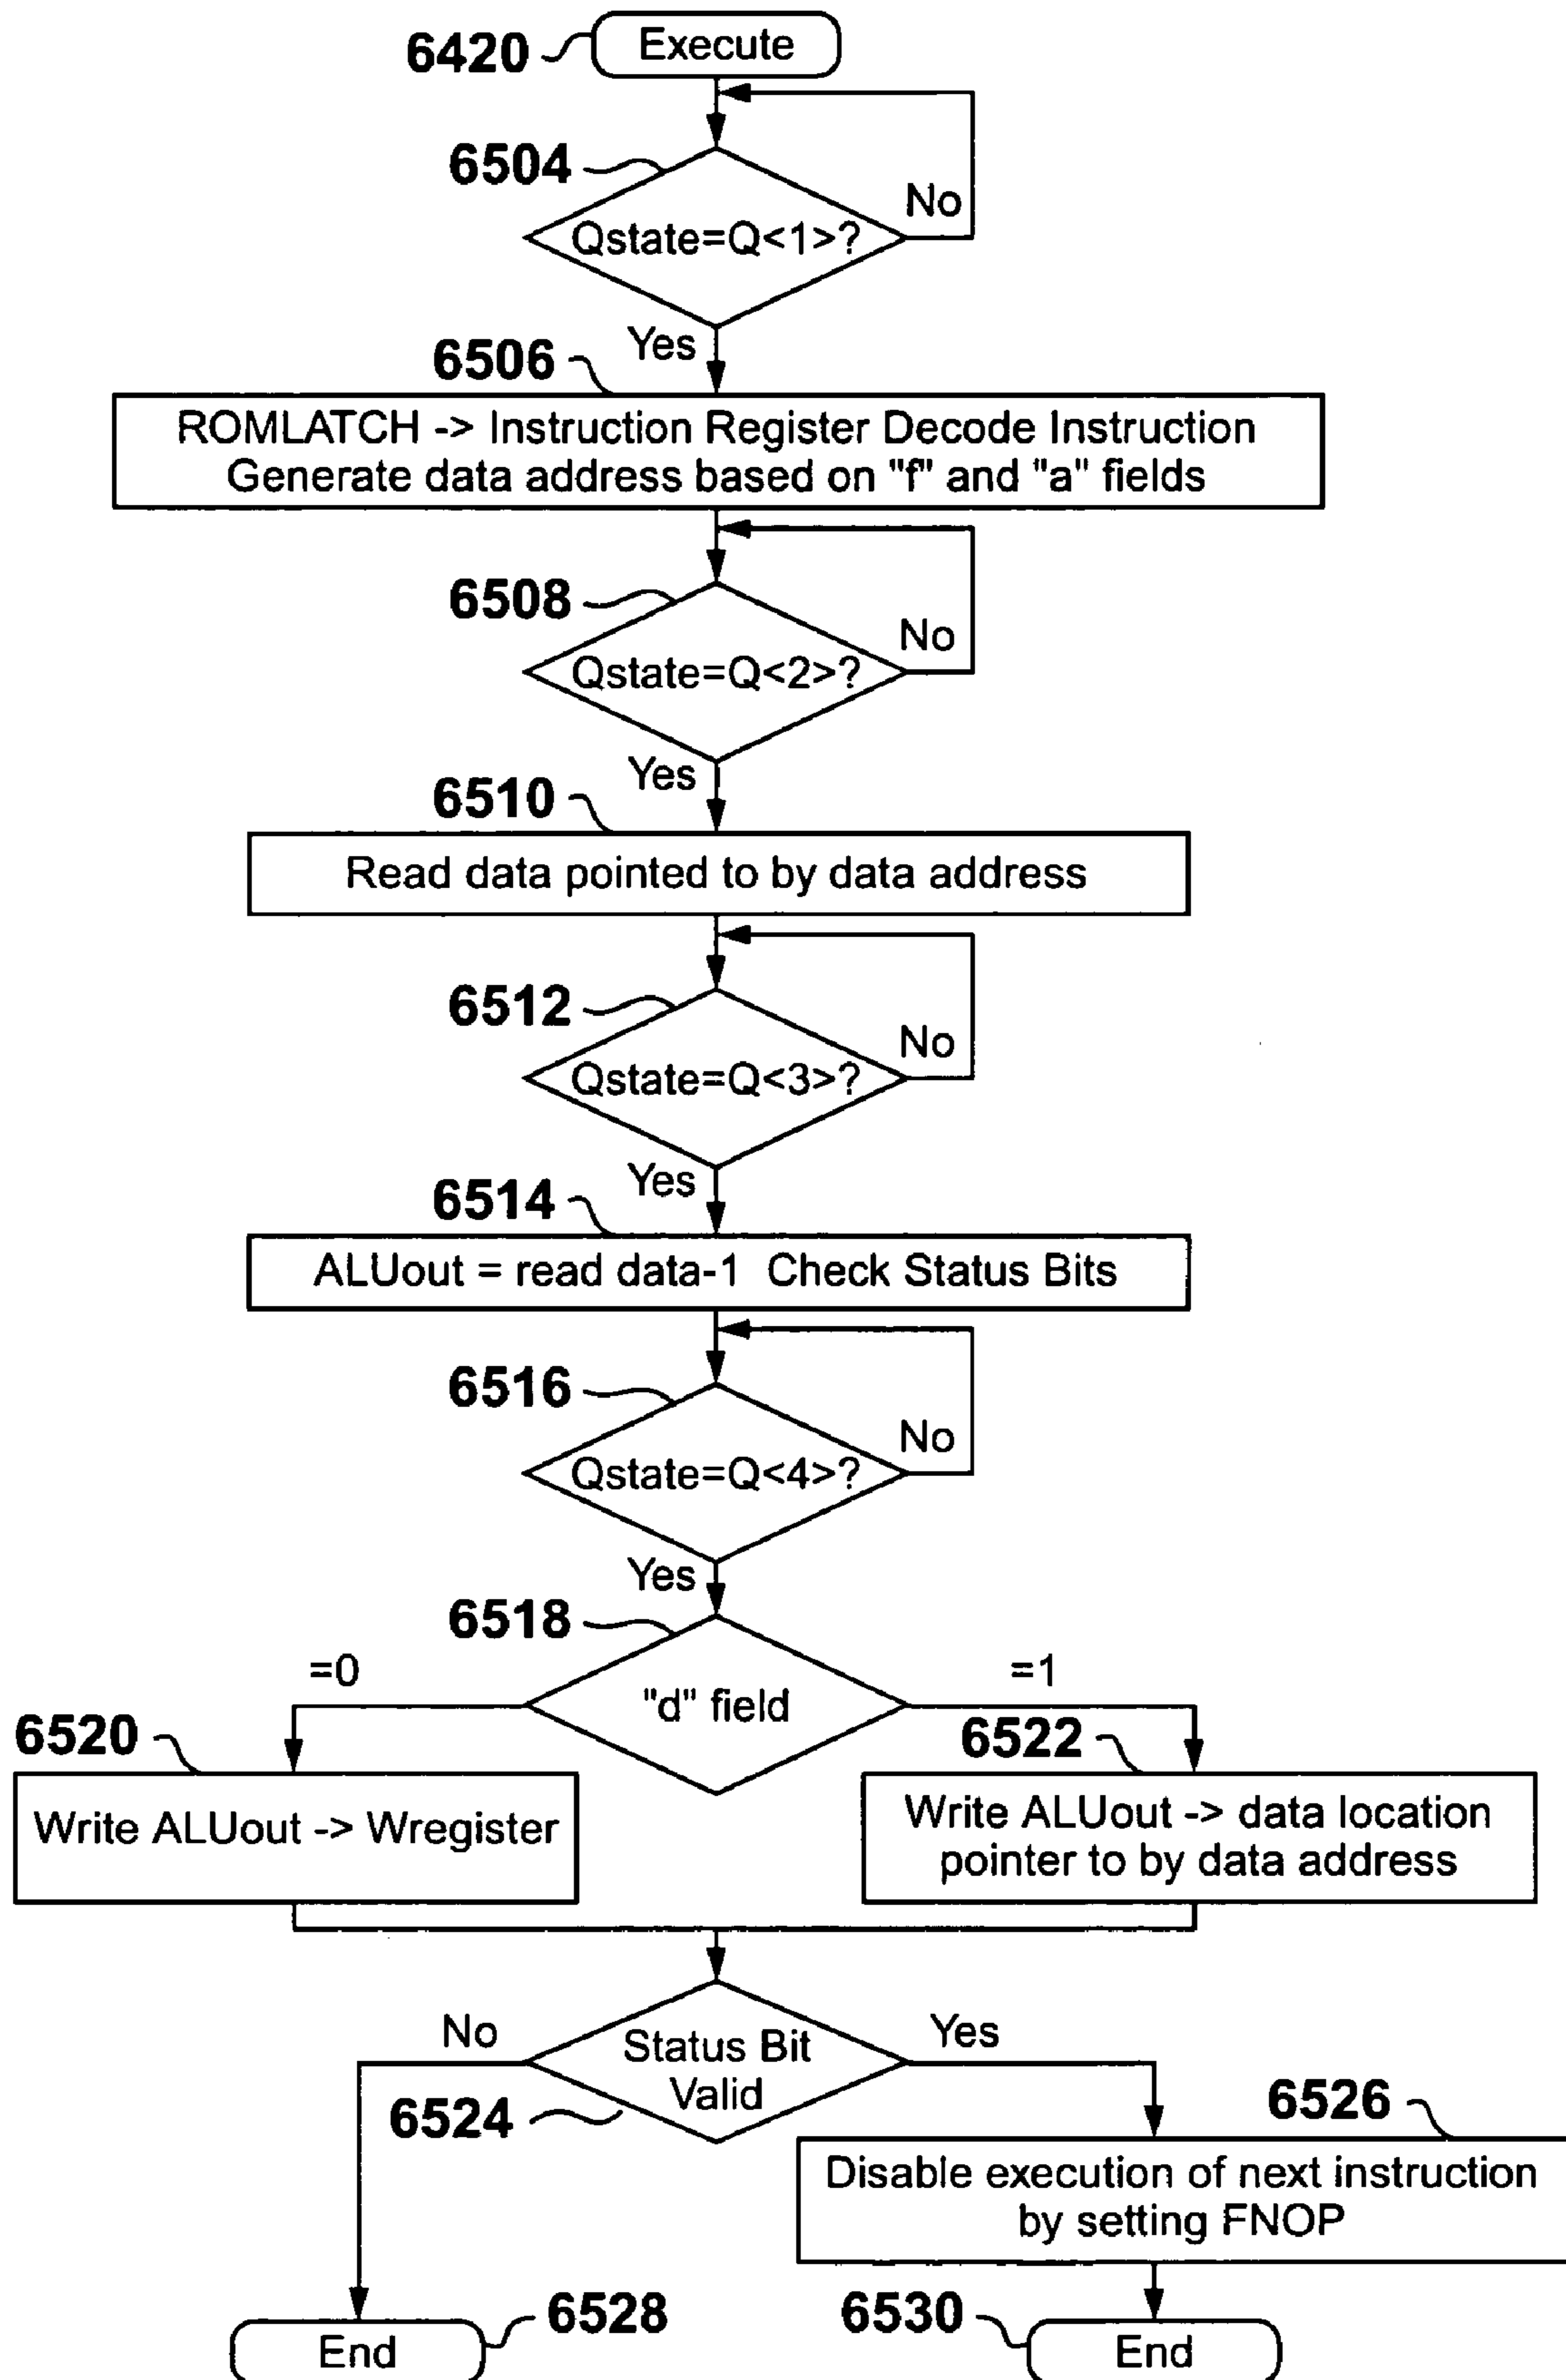 6420
Execute
6504
No
Qstate=Q<1>?
Yes
6506
ROMLATCH -> Instruction Register Decode Instruction
Generate data address based on "f" and "a" fields
6508
No
Qstate=Q<2>?
Yes
6510
Read data pointed to by data address
6512
No
Qstate=Q<3>?
Yes
6514
ALUout = read data-1 Check Status Bits
6516
No
Qstate=Q<4>?
Yes
6518
=0
"d" field
=1
6520
6522
Write ALUout -> Wregister
Write ALUout -> data location
pointer to by data address
No
Status Bit
Valid
Yes
6524
6526
Disable execution of next instruction
by setting FNOP
End
6528
6530
End